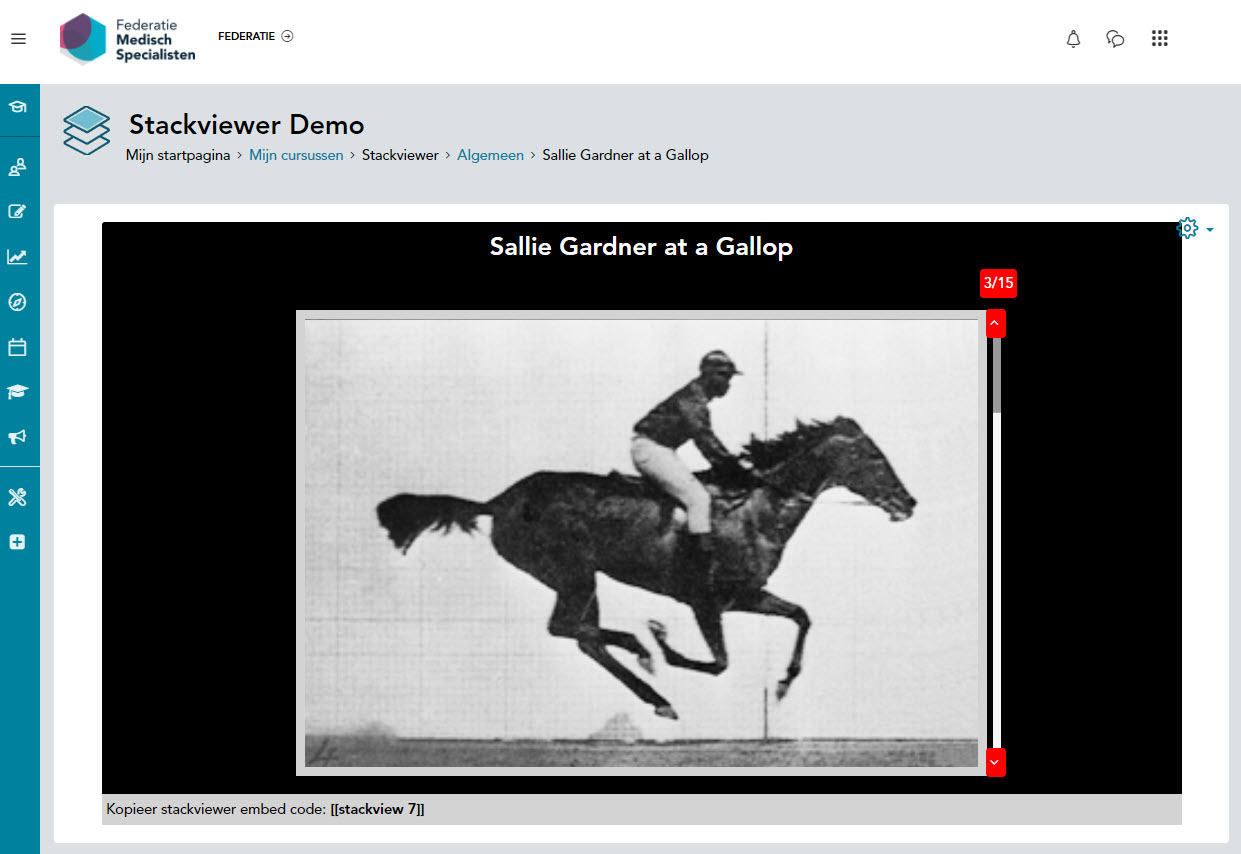 Federatie
Medisch
Specialisten
FEDERATIE
Stackviewer Demo
Mijn startpagina > Mijn cursussen > Stackviewer > Algemeen > Sallie Gardner at a Gallop
Sallie Gardner at a Gallop
3/15
4
Kopieer stackviewer embed code: [[stackview 7]]